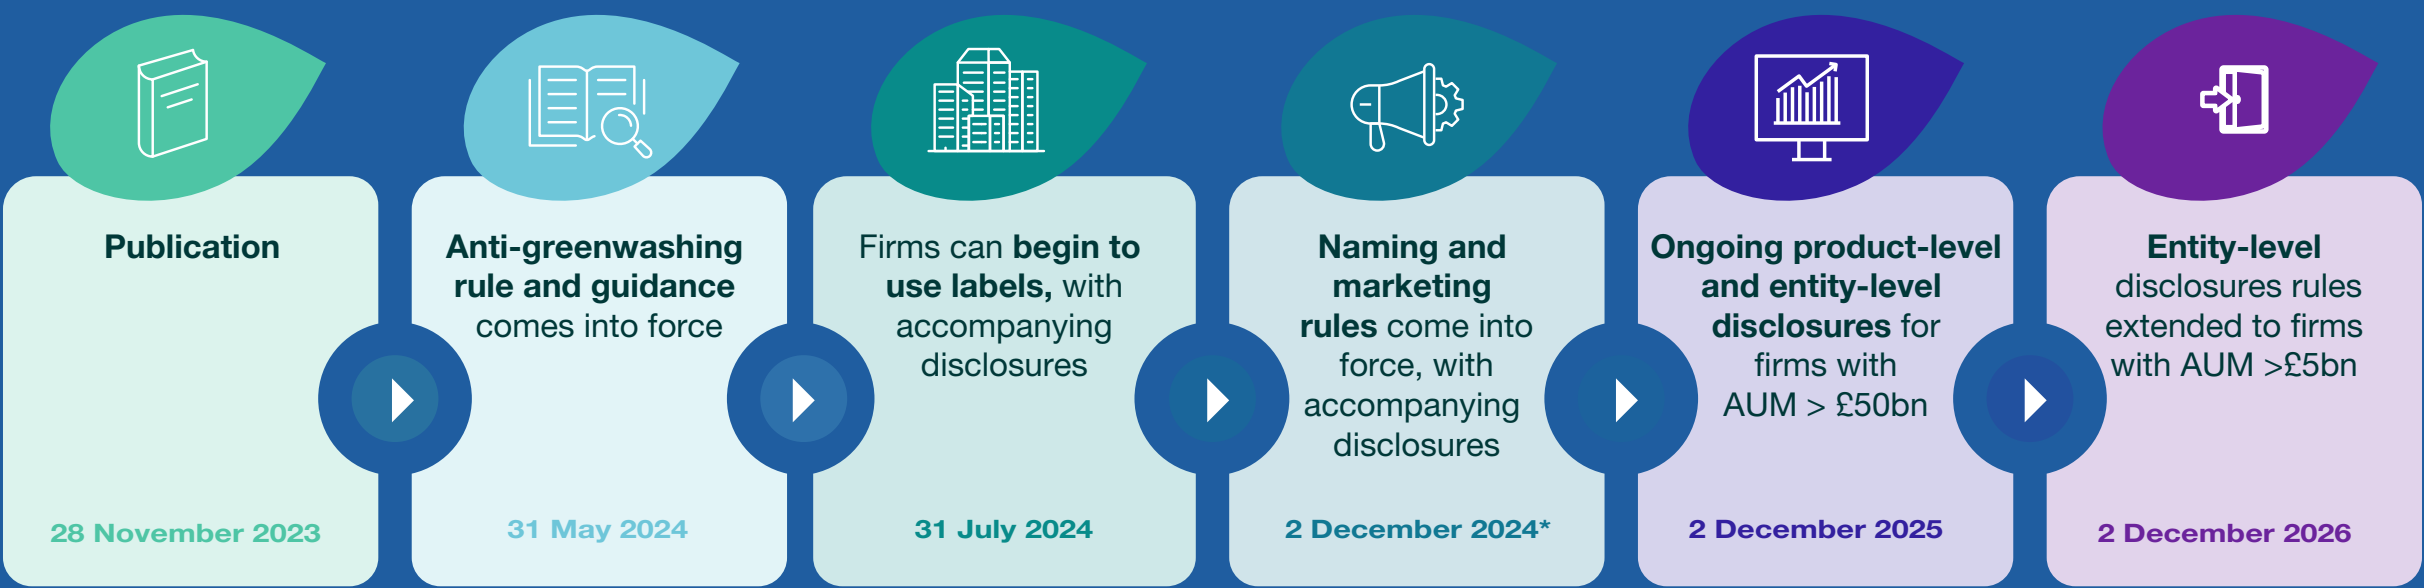 Publication
28 November 2023
Anti-greenwashing
rule and guidance
comes into force
31 May 2024
Firms can begin to
use labels, with
accompanying
disclosures
31 July 2024
Naming and
marketing
rules come into
force, with
accompanying
disclosures
2 December 2024*
Ongoing product-level
and entity-level
disclosures for
firms with
AUM > £50bn
2 December 2025
Entity-level
disclosures rules
extended to firms
with AUM >£5bn
2 December 2026